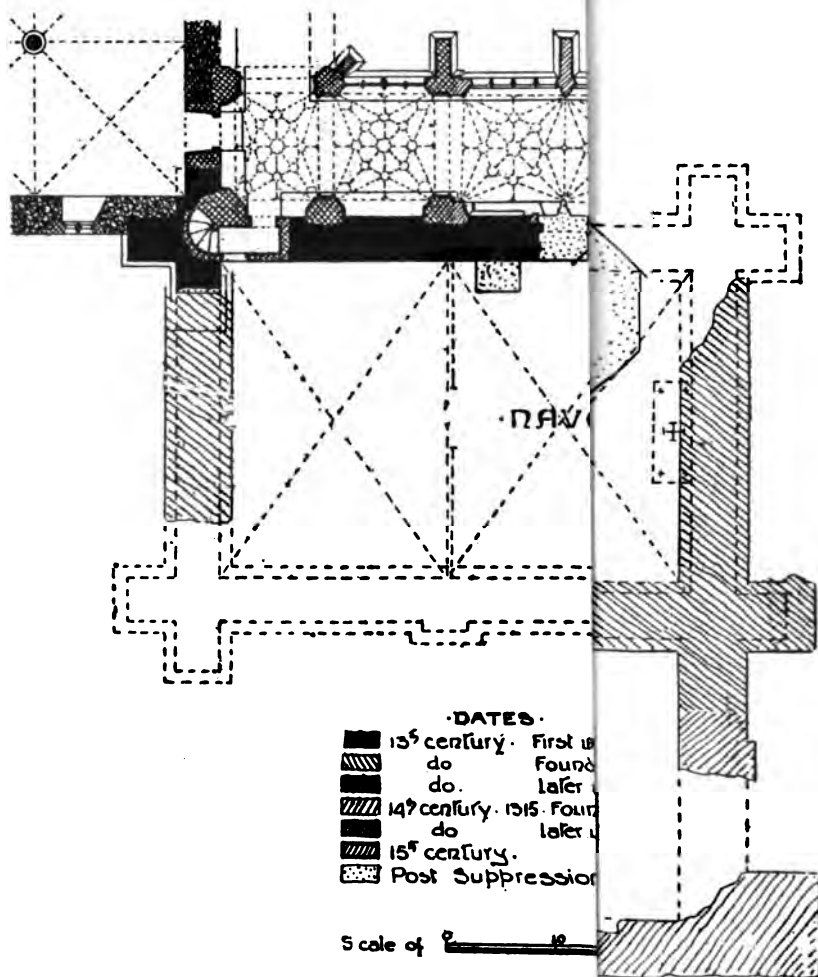 ·NAV
·DATES·
13th century. First
do Found
do. later
14th century. 1315. Foun
do later
15th century.
Post Suppression
Scale of 0 10